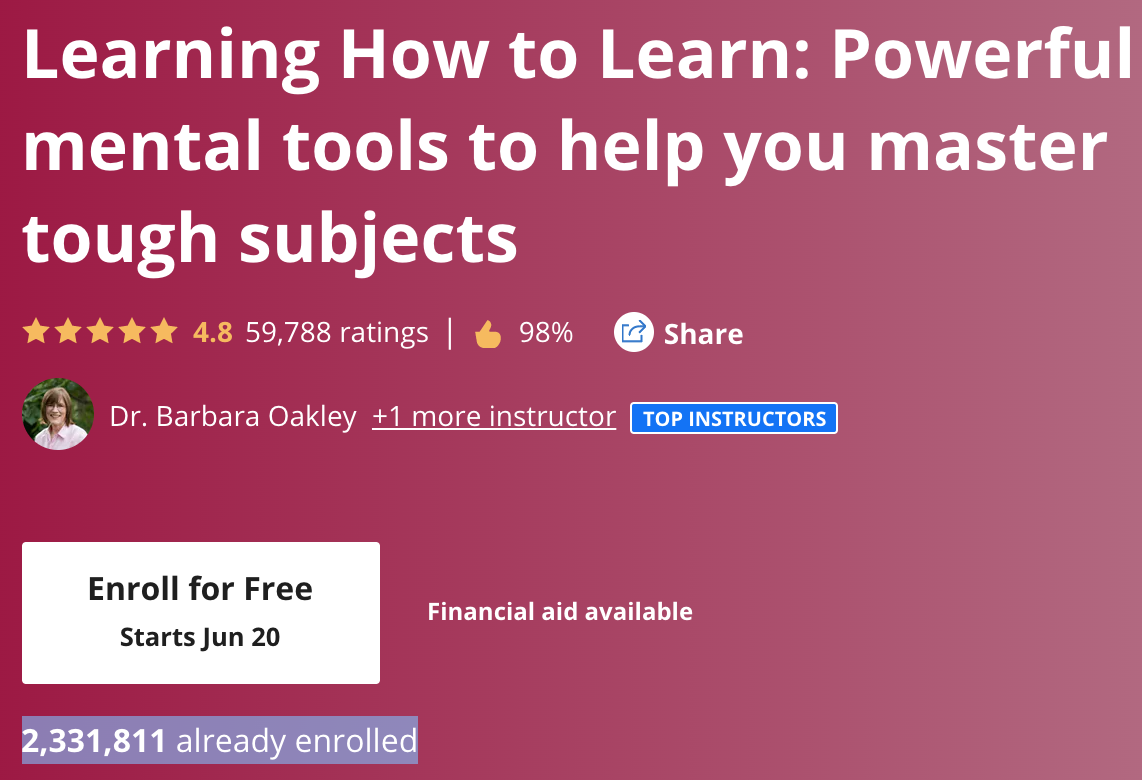 Learning How to Learn: Powerful
mental tools to help you master
tough subjects
4.8 59,788 ratings | 98% Share
Dr. Barbara Oakley +1 more instructor TOP INSTRUCTORS
Enroll for Free
Starts Jun 20
Financial aid available
2,331,811 already enrolled